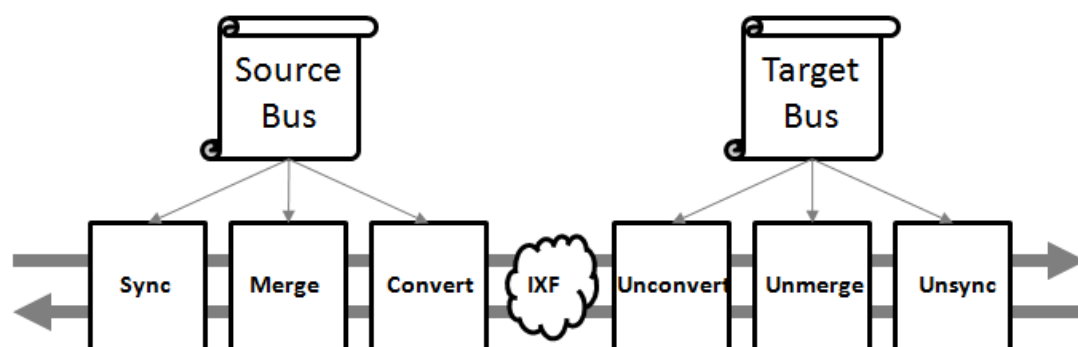 Source
Bus
Target
Bus
Sync
Merge
Convert
IXF
Unconvert
Unmerge
Unsync